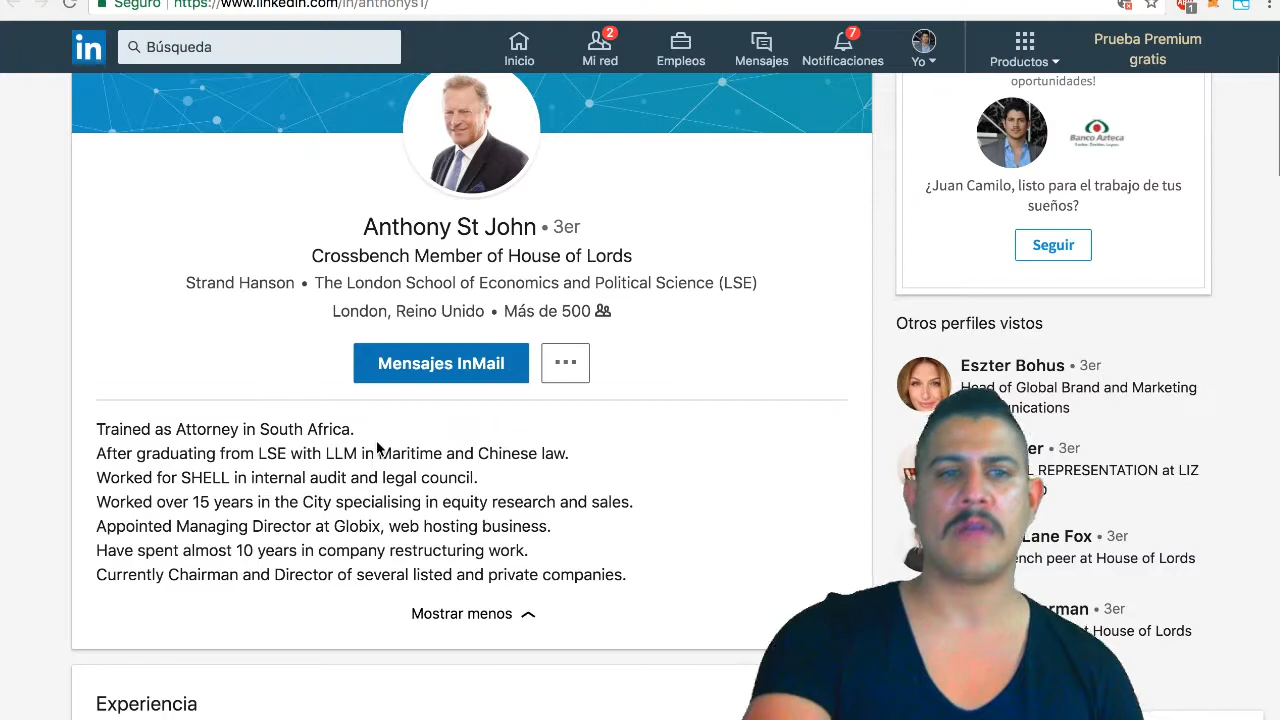 Seguro
https://www.linkedin.com/in/anthonys1/
in
Búsqueda
Inicio
2
Mi red
Empleos
Mensajes
7
Notificaciones
Yo
Productos
Prueba Premium
gratis
1
Anthony St John • 3er
Crossbench Member of House of Lords
Strand Hanson • The London School of Economics and Political Science (LSE)
London, Reino Unido • Más de 500
Mensajes InMail
Trained as Attorney in South Africa.
After graduating from LSE with LLM in Maritime and Chinese law.
Worked for SHELL in internal audit and legal council.
Worked over 15 years in the City specialising in equity research and sales.
Appointed Managing Director at Globix, web hosting business.
Have spent almost 10 years in company restructuring work.
Currently Chairman and Director of several listed and private companies.
Mostrar menos
Experiencia
oportunidades!
Banco Azteca
¿Juan Camilo, listo para el trabajo de tus
sueños?
Seguir
Otros perfiles vistos
Eszter Bohus • 3er
Head of Global Brand and Marketing
• 3er
REPRESENTATION at LIZ
Lane Fox • 3er
peer at House of Lords
• 3er
House of Lords